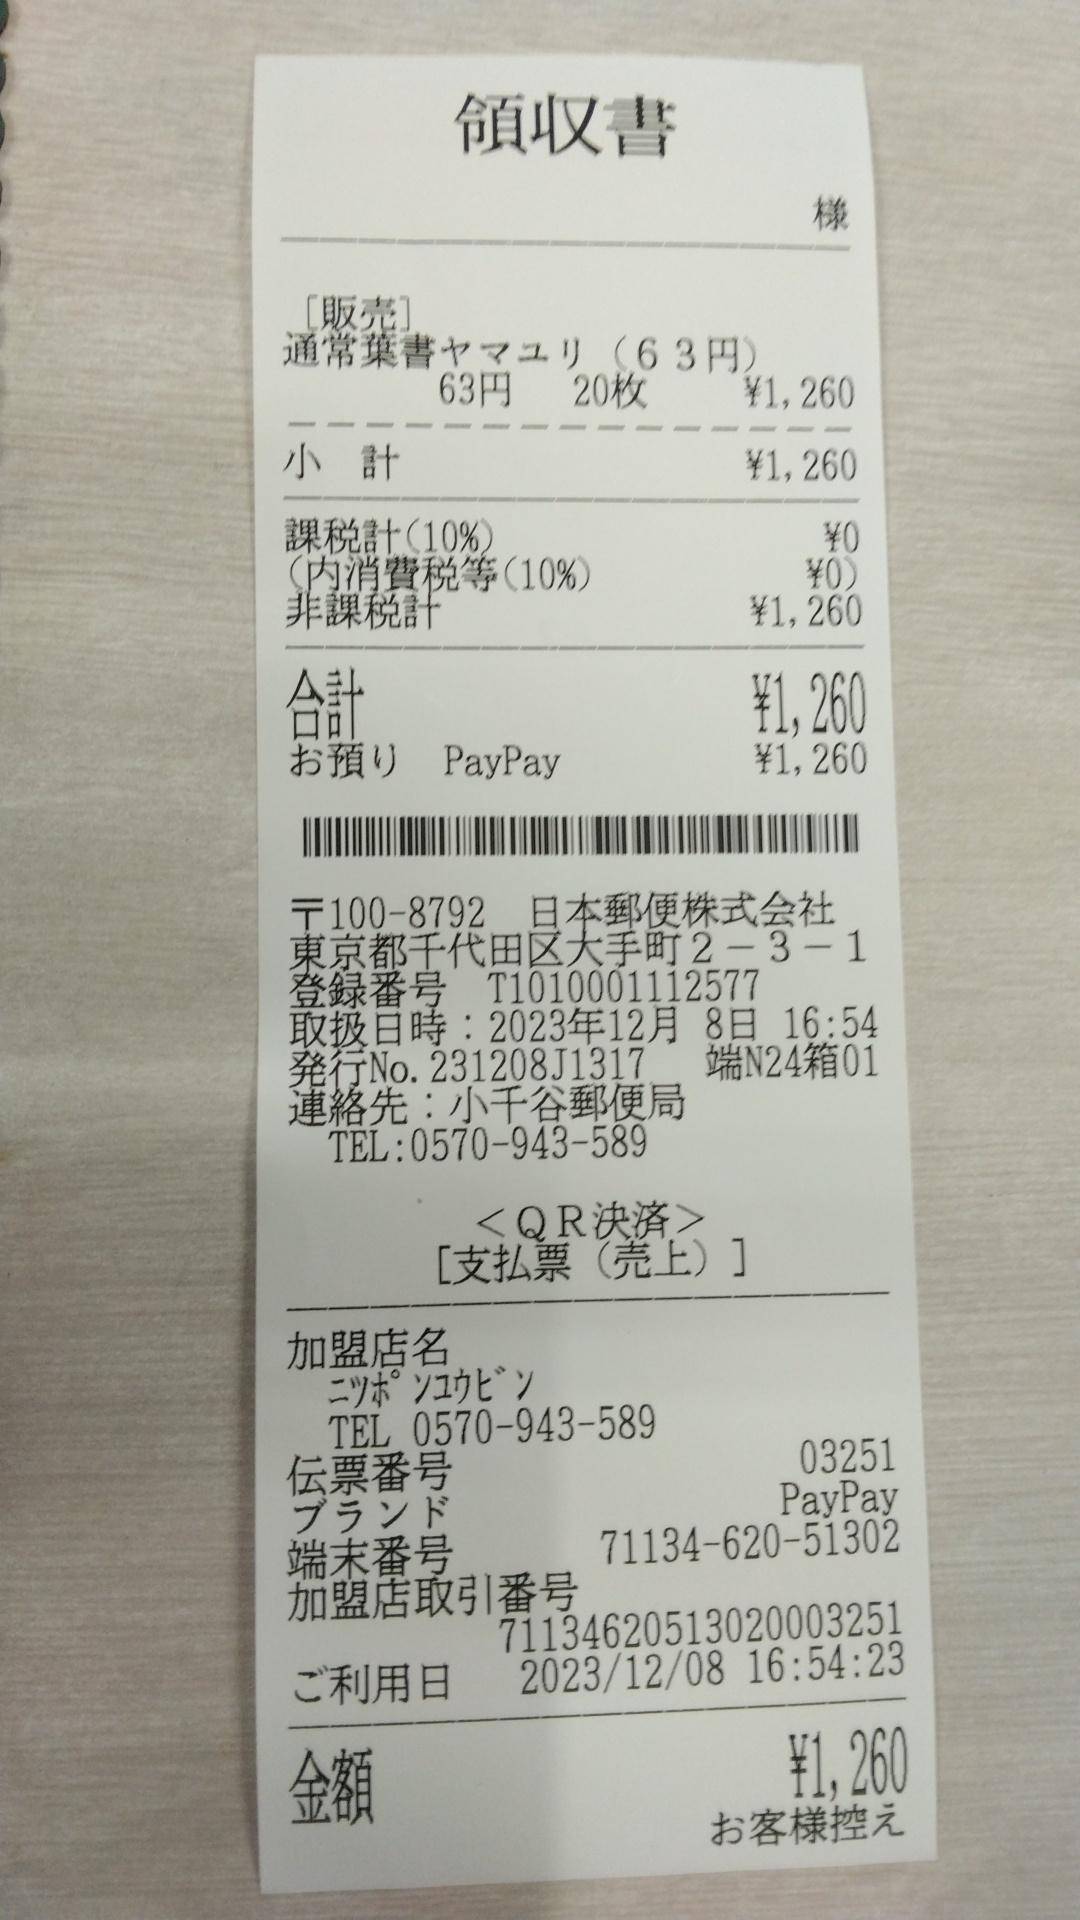 領収書
様
[販売]
通常葉書ヤマユリ（６３円）
63円 20枚 ¥1,260
小 計 ¥1,260
課税計(10%) ¥0
(内消費税等(10%) ¥0)
非課税計 ¥1,260
合計 ¥1,260
お預り PayPay ¥1,260
〒100-8792 日本郵便株式会社
東京都千代田区大手町２－３－１
登録番号 T1010001112577
取扱日時：2023年12月 8日 16:54
発行No.231208J1317 端N24箱01
連絡先：小千谷郵便局
TEL:0570-943-589
＜ＱＲ決済＞
[支払票（売上）]
加盟店名
ﾆﾂﾎﾟﾝﾕｳﾋﾞﾝ
TEL 0570-943-589
伝票番号 03251
ブランド PayPay
端末番号 71134-620-51302
加盟店取引番号
71134620513020003251
ご利用日 2023/12/08 16:54:23
金額 ¥1,260
お客様控え